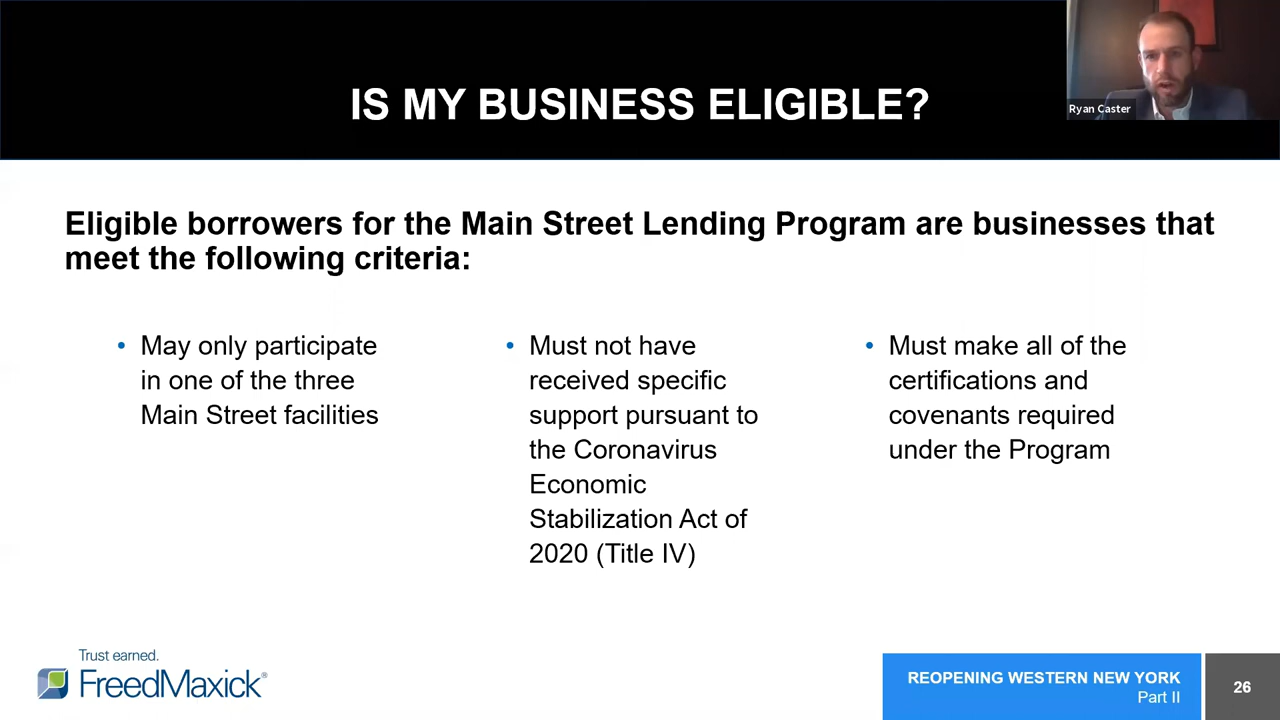 IS MY BUSINESS ELIGIBLE?
Ryan Caster
Eligible borrowers for the Main Street Lending Program are businesses that
meet the following criteria:
• May only participate
in one of the three
Main Street facilities
• Must not have
received specific
support pursuant to
the Coronavirus
Economic
Stabilization Act of
2020 (Title IV)
• Must make all of the
certifications and
covenants required
under the Program
Trust earned.
FreedMaxick®
REOPENING WESTERN NEW YORK
Part II
26